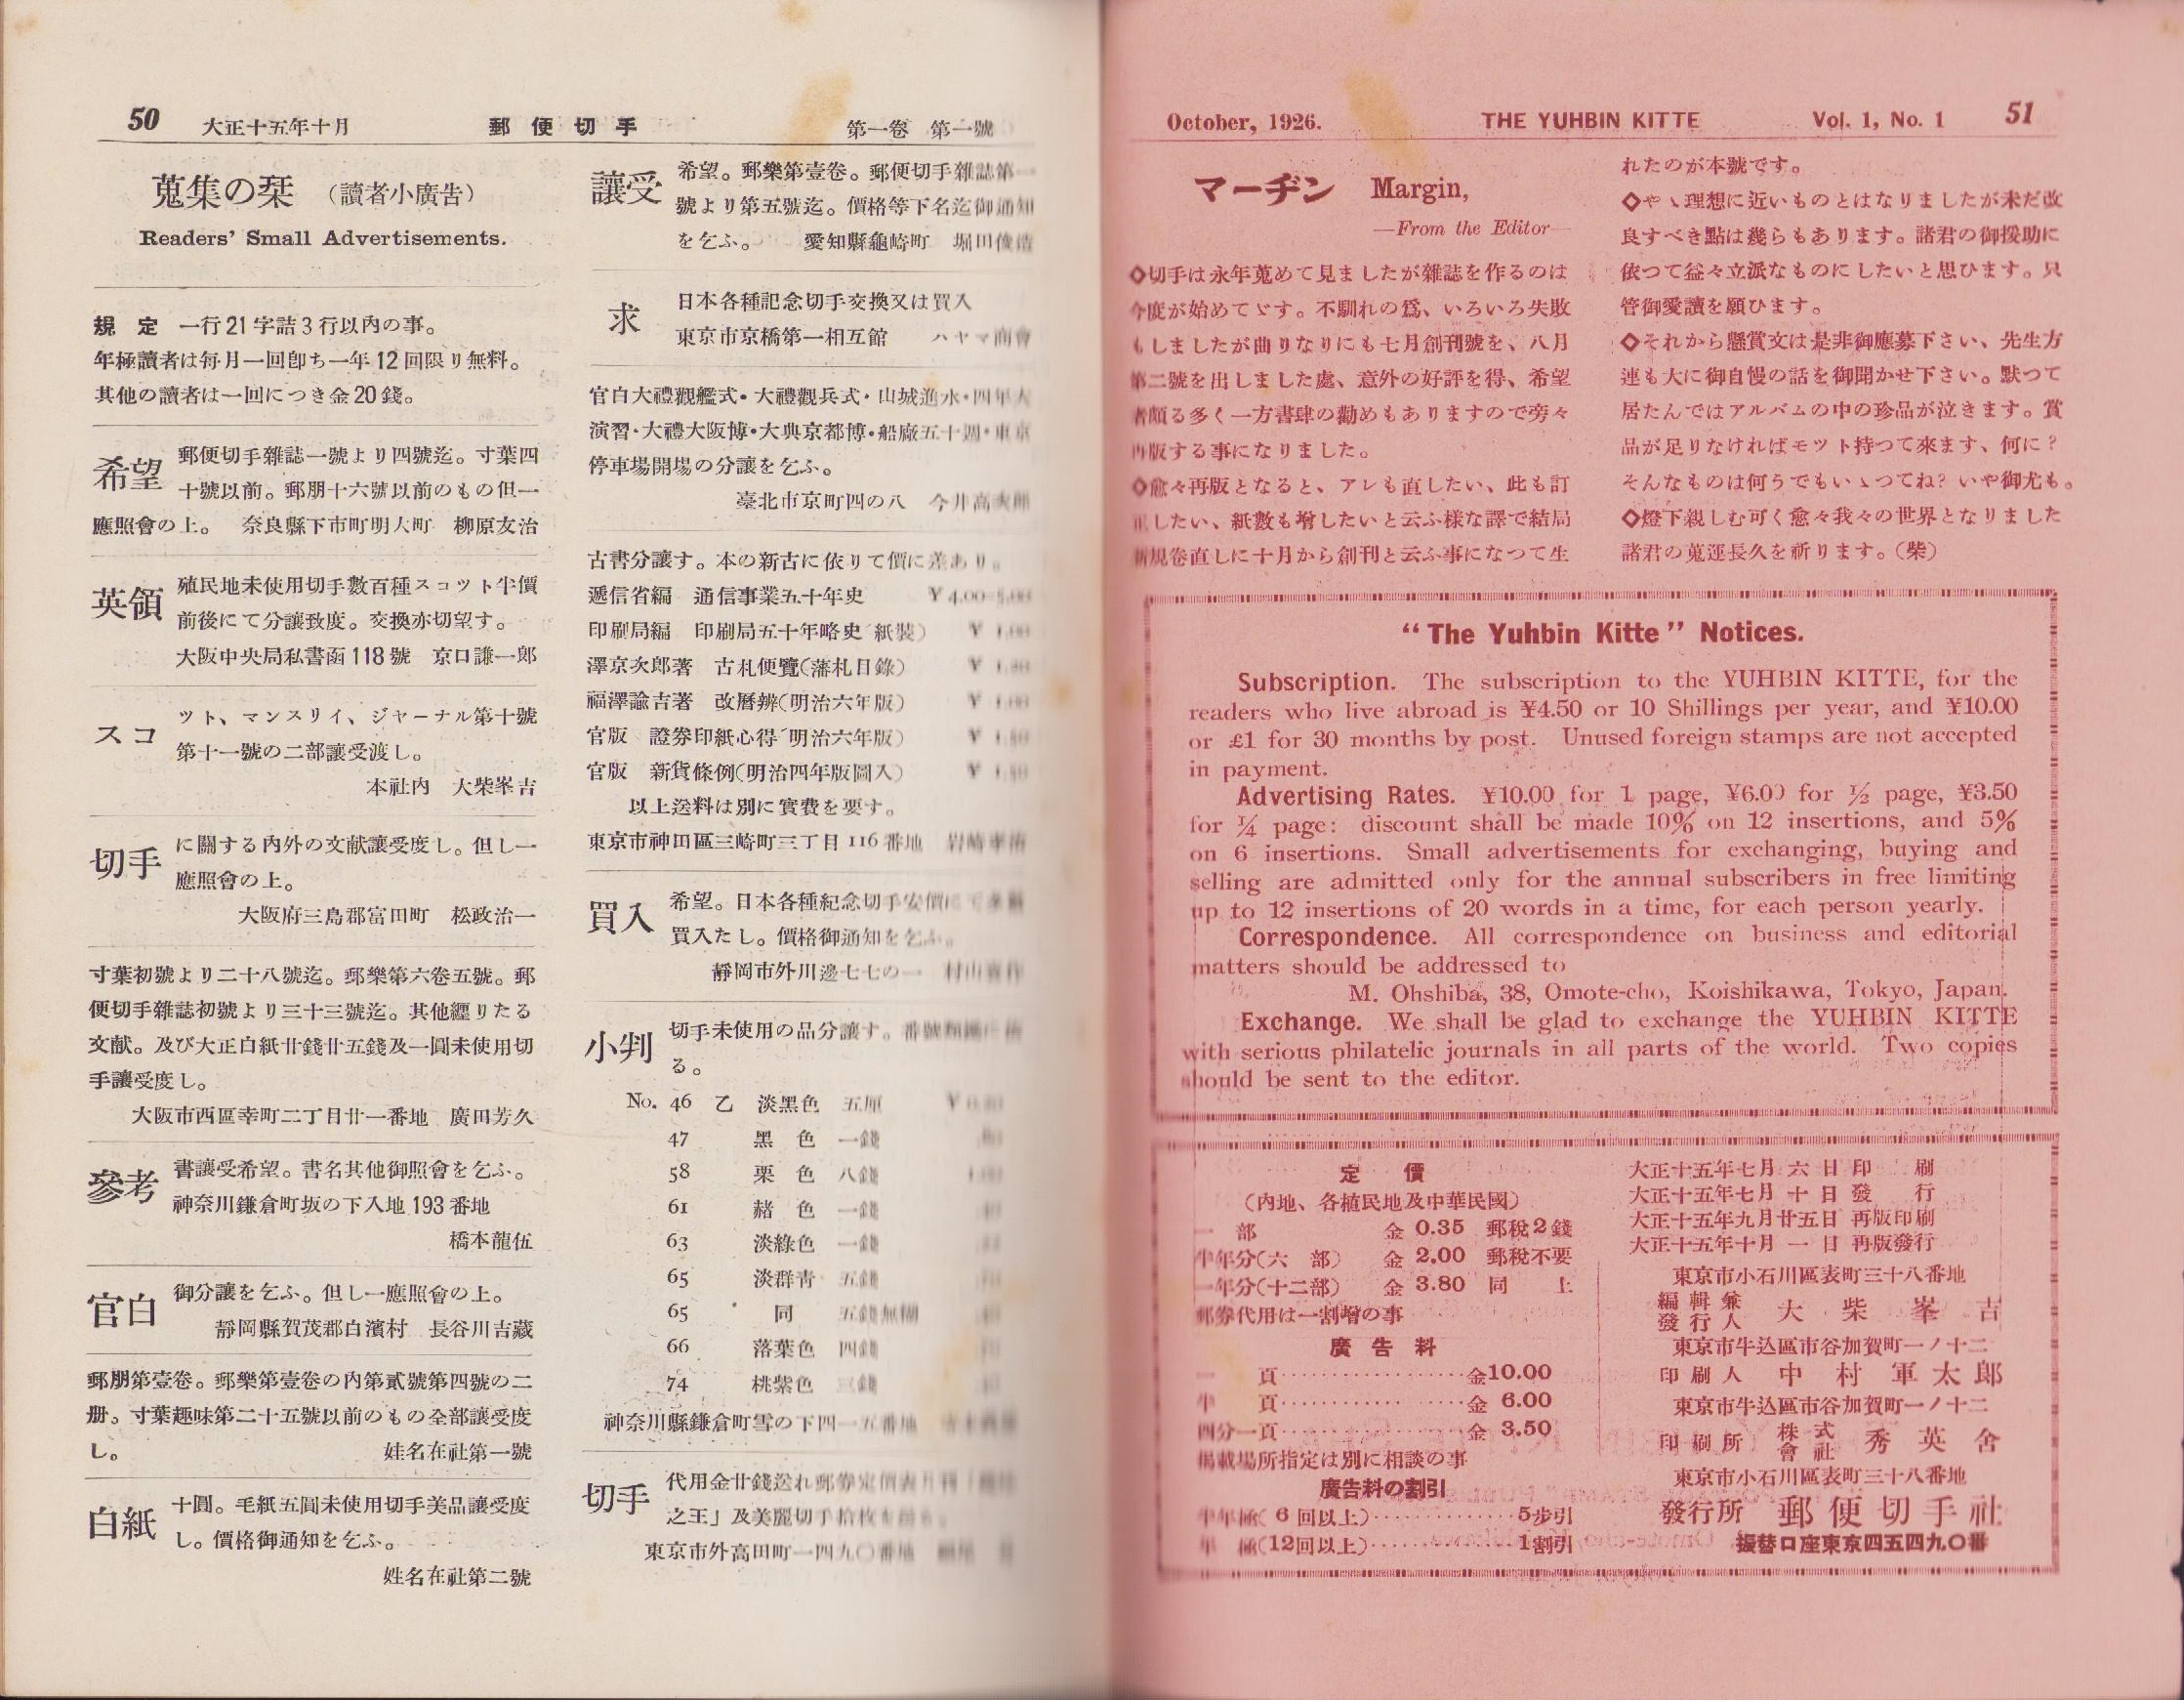 50 大正十五年十月 郵便切手 第一卷 第一號
蒐集の栞 (讀者小廣告)
Readers' Small Advertisements.
規 定 一行21字詰3行以內の事。
年極讀者は每月一回卽ち一年12回限り無料。
其他の讀者は一回につき金20錢。
希望 郵便切手雜誌一號より四號迄。寸葉四
十號以前。郵朋十六號以前のもの但一
應照會の上。 奈良縣下市町明人町 柳原友治
英領 殖民地未使用切手數百種スコット半價
前後にて分讓致度。交換亦切望す。
大阪中央局私書函118號 京口謙一郞
スコ ツト、マンスリイ、ジャーナル第十號
第十一號の二部讓受渡し。
本社內 大柴峯吉
切手 に關する內外の文献讓受度し。但し一
應照會の上。
大阪府三島郡富田町 松政治一
寸葉初號より二十八號迄。郵樂第六卷五號。郵
便切手雜誌初號より三十三號迄。其他纒りたる
文献。及び大正白紙廿錢廿五錢及一圓未使用切
手讓受度し。
大阪市西區幸町二丁目廿一番地 廣田芳久
參考 書讓受希望。書名其他御照會を乞ふ。
神奈川鎌倉町坂の下入地193番地
橋本龍伍
官白 御分讓を乞ふ。但し一應照會の上。
靜岡縣賀茂郡白濱村 長谷川吉藏
郵朋第壹卷。郵樂第壹卷の內第貳號第四號の二
册。寸葉趣味第二十五號以前のもの全部讓受度
し。 姓名在社第一號
白紙 十圓。毛紙五圓未使用切手美品讓受度
し。價格御通知を乞ふ。
姓名在社第二號
讓受 希望。郵樂第壹卷。郵便切手雜誌第一
號より第五號迄。價格等下名迄御通知
を乞ふ。 愛知縣龜崎町 堀田
求 日本各種記念切手交換又は買入
東京市京橋第一相互館 ハヤマ商會
官白大禮觀艦式・大禮觀兵式・山城進水・四年大
演習・大禮大阪博・大典京都博・船廠五十週・東京
停車場開場の分讓を乞ふ。
臺北市京町四の八 今井
古書分讓す。本の新古に依りて價に差あり。
遞信省編 通信事業五十年史 ¥4.00
印刷局編 印刷局五十年略史(紙裝) ¥
澤京次郞著 古札便覽(藩札目錄) ¥
福澤諭吉著 改曆辨(明治六年版) ¥
官版 證券印紙心得(明治六年版) ¥
官版 新貨條例(明治四年版圖入) ¥
以上送料は別に實費を要す。
東京市神田區三崎町三丁目116番地 岩崎
買入 希望。日本各種紀念切手安價にて
買入たし。價格御通知を乞ふ。
靜岡市外川邊七七の一 村山
小判 切手未使用の品分讓す。
る。
No. 46 乙 淡黑色 五厘 ¥
47 黑 色 一錢
58 栗 色 八錢
61 赭 色 一錢
63 淡綠色 一錢
65 淡群靑 五錢
65 同 五錢無糊
66 落葉色 四錢
74 桃紫色 三錢
神奈川縣鎌倉町雪の下四一五番地
切手 代用金廿錢送れ郵券定價表
之王」及美麗切手拾枚を
東京市外高田町一四九〇番地
October, 1926. THE YUHBIN KITTE Vol. 1, No. 1 51
マーヂン Margin,
—From the Editor—
◇切手は永年蒐めて見ましたが雜誌を作るのは
今度が始めてゞす。不馴れの爲、いろいろ失敗
もしましたが曲りなりにも七月創刊號を、八月
第二號を出しました處、意外の好評を得、希望
者頗る多く一方書肆の勸めもありますので旁々
再版する事になりました。
◇愈々再版となると、アレも直したい、此も訂
正したい、紙數も增したいと云ふ樣な譯で結局
新規卷直しに十月から創刊と云ふ事になつて生
れたのが本號です。
◇やゝ理想に近いものとはなりましたが未だ改
良すべき點は幾らもあります。諸君の御援助に
依つて益々立派なものにしたいと思ひます。只
管御愛讀を願ひます。
◇それから懸賞文は是非御應募下さい、先生方
連も大に御自慢の話を御聞かせ下さい。默つて
居たんではアルバムの中の珍品が泣きます。賞
品が足りなければモツト持つて來ます、何に?
そんなものは何うでもいゝつてね? いや御尤も。
◇燈下親しむ可く愈々我々の世界となりました
諸君の蒐運長久を祈ります。(柴)
“The Yuhbin Kitte” Notices.
Subscription. The subscription to the YUHBIN KITTE, for the
readers who live abroad is ¥4.50 or 10 Shillings per year, and ¥10.00
or £1 for 30 months by post. Unused foreign stamps are not accepted
in payment.
Advertising Rates. ¥10.00 for 1 page, ¥6.00 for ½ page, ¥3.50
for ¼ page: discount shall be made 10% on 12 insertions, and 5%
on 6 insertions. Small advertisements for exchanging, buying and
selling are admitted only for the annual subscribers in free limiting
up to 12 insertions of 20 words in a time, for each person yearly.
Correspondence. All correspondence on business and editorial
matters should be addressed to
M. Ohshiba, 38, Omote-cho, Koishikawa, Tokyo, Japan.
Exchange. We shall be glad to exchange the YUHBIN KITTE
with serious philatelic journals in all parts of the world. Two copies
should be sent to the editor.
定 價
(內地、各植民地及中華民國)
一 部 金 0.35 郵稅2錢
半年分(六 部) 金 2.00 郵稅不要
一年分(十二部) 金 3.80 同 上
郵券代用は一割增の事
廣 告 料
一 頁 金10.00
半 頁 金 6.00
四分一頁 金 3.50
揭載場所指定は別に相談の事
廣告料の割引
半年極( 6 回以上) 5步引
年 極(12回以上) 1割引
大正十五年七月六日印 刷
大正十五年七月十日發 行
大正十五年九月廿五日 再版印刷
大正十五年十月一日 再版發行
東京市小石川區表町三十八番地
編輯兼發行人 大 柴 峯 吉
東京市牛込區市谷加賀町一ノ十二
印刷人 中 村 軍太郞
東京市牛込區市谷加賀町一ノ十二
印刷所 株式會社 秀 英 舍
東京市小石川區表町三十八番地
發行所 郵便切手社
振替口座東京四五四九〇番